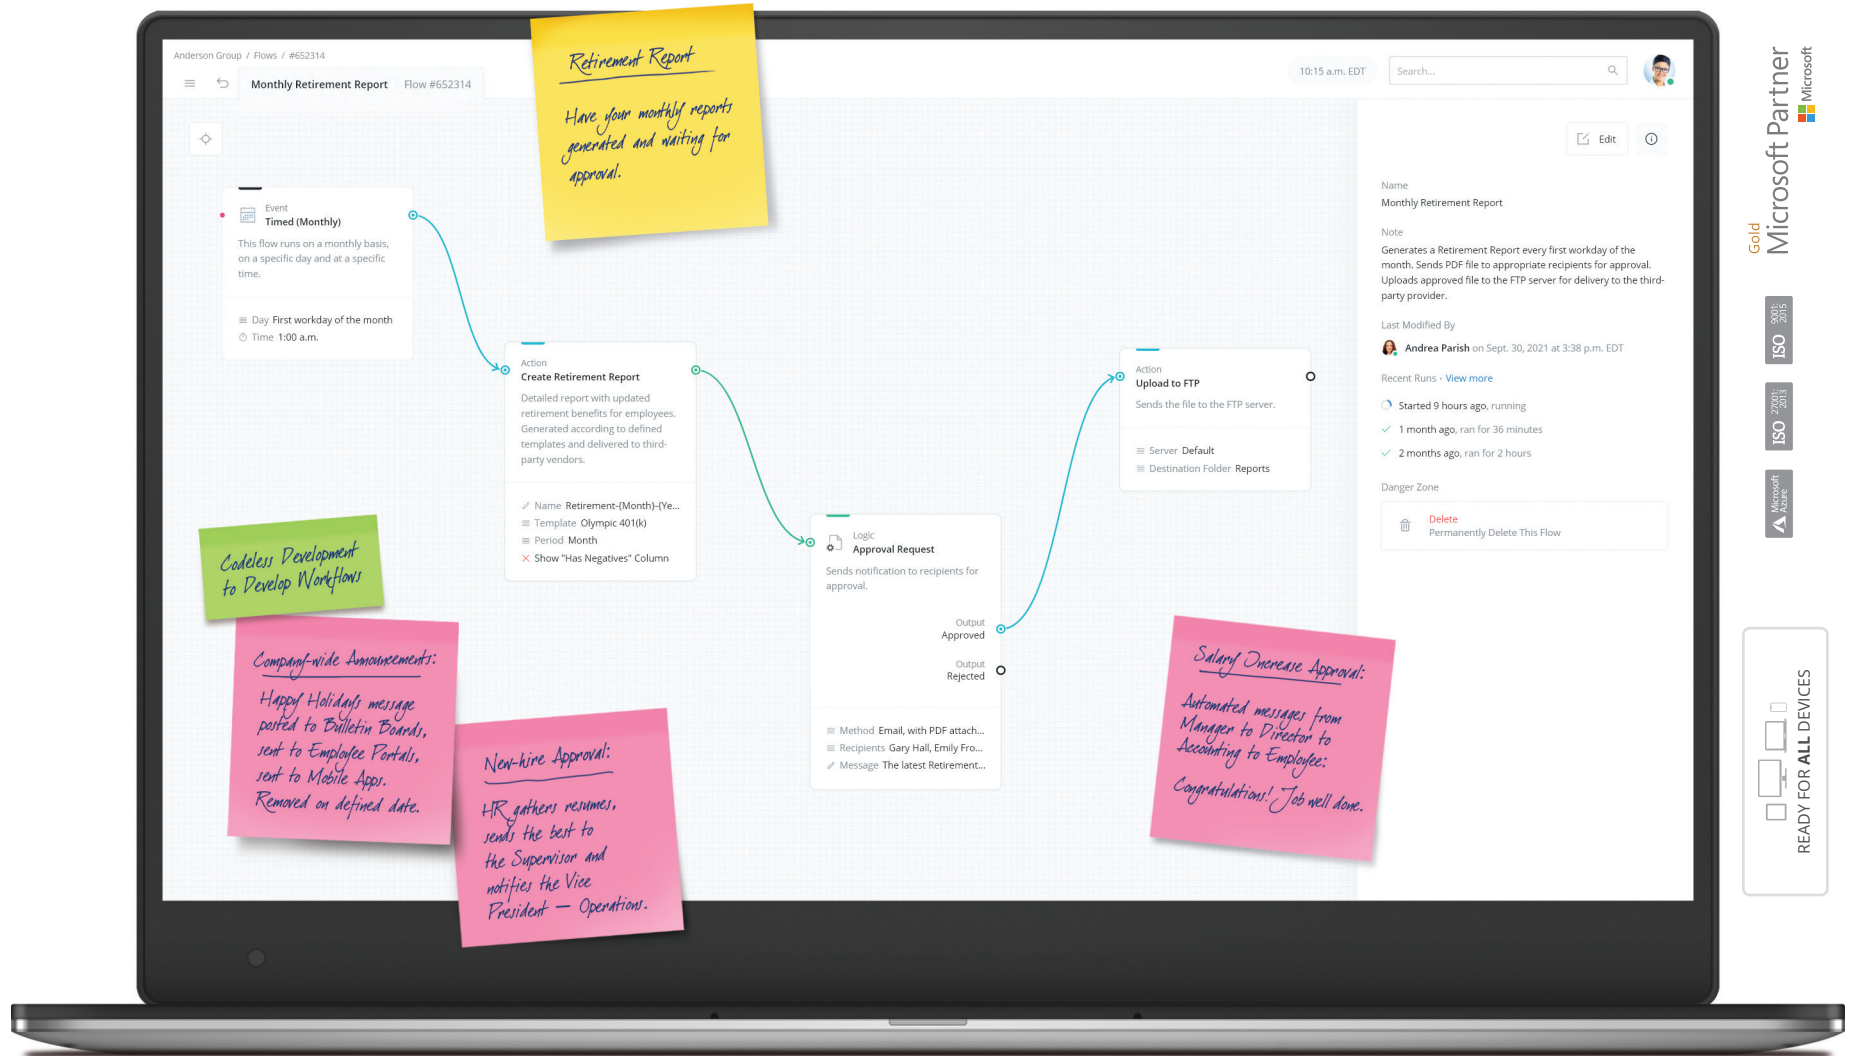 Anderson Group / Flows / #652314
Monthly Retirement Report Flow #652314
10:15 a.m. EDT
Search...
Retirement Report
Have your monthly reports
generated and waiting for
approval.
Event
Timed (Monthly)
This flow runs on a monthly basis,
on a specific day and at a specific
time.
Day First workday of the month
Time 1:00 a.m.
Action
Create Retirement Report
Detailed report with updated
retirement benefits for employees.
Generated according to defined
templates and delivered to third-
party vendors.
Name Retirement-{Month}-{Ye...
Template Olympic 401(k)
Period Month
Show "Has Negatives" Column
Logic
Approval Request
Sends notification to recipients for
approval.
Output
Approved
Output
Rejected
Method Email, with PDF attach...
Recipients Gary Hall, Emily Fro...
Message The latest Retirement...
Action
Upload to FTP
Sends the file to the FTP server.
Server Default
Destination Folder Reports
Edit
Name
Monthly Retirement Report
Note
Generates a Retirement Report every first workday of the
month. Sends PDF file to appropriate recipients for approval.
Uploads approved file to the FTP server for delivery to the third-
party provider.
Last Modified By
Andrea Parish on Sept. 30, 2021 at 3:38 p.m. EDT
Recent Runs · View more
Started 9 hours ago, running
1 month ago, ran for 36 minutes
2 months ago, ran for 2 hours
Danger Zone
Delete
Permanently Delete This Flow
Codeless Development
to Develop Workflows
Company-wide Announcements:
Happy Holidays message
posted to Bulletin Boards,
sent to Employee Portals,
sent to Mobile Apps.
Removed on defined date.
New-hire Approval:
HR gathers resumes,
sends the best to
the Supervisor and
notifies the Vice
President — Operations.
Salary Increase Approval:
Automated messages from
Manager to Director to
Accounting to Employee:
Congratulations! Job well done.
Gold
Microsoft Partner
Microsoft
ISO 9001:
2015
ISO 27001:
2013
Microsoft
Azure
READY FOR ALL DEVICES